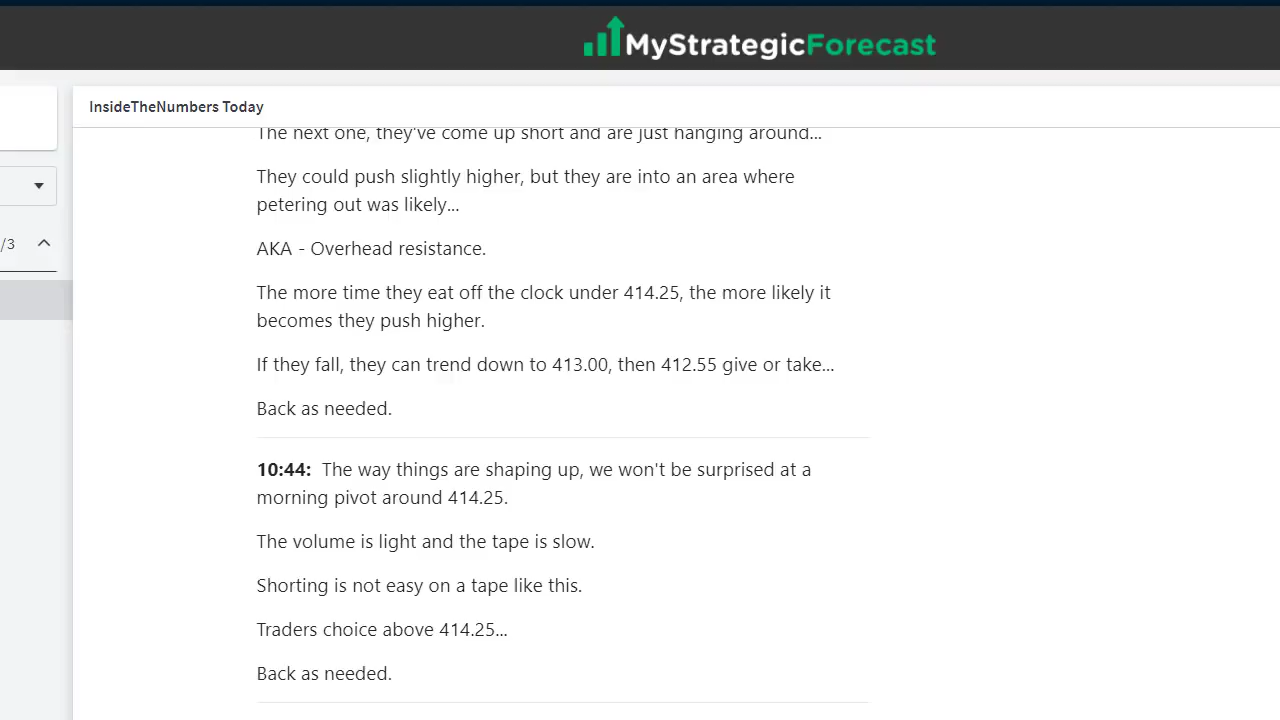 MyStrategicForecast
InsideTheNumbers Today
The next one, they've come up short and are just hanging around...
They could push slightly higher, but they are into an area where
petering out was likely...
/3
AKA - Overhead resistance.
The more time they eat off the clock under 414.25, the more likely it
becomes they push higher.
If they fall, they can trend down to 413.00, then 412.55 give or take...
Back as needed.
10:44: The way things are shaping up, we won't be surprised at a
morning pivot around 414.25.
The volume is light and the tape is slow.
Shorting is not easy on a tape like this.
Traders choice above 414.25...
Back as needed.